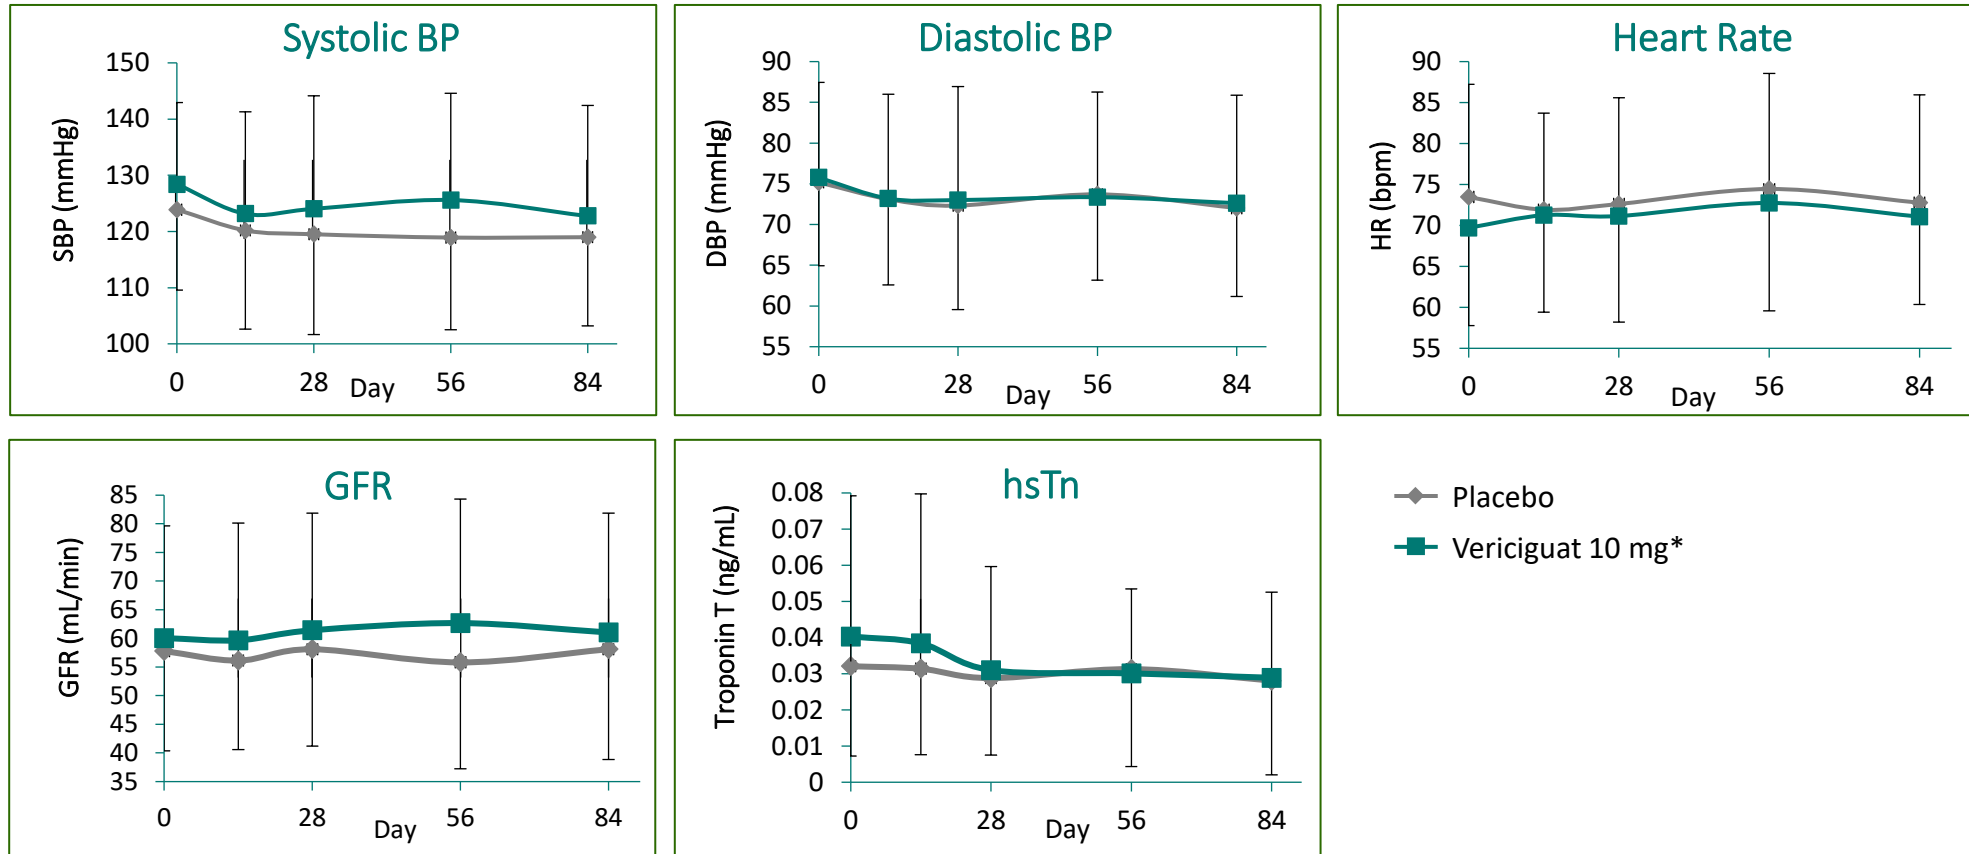 Systolic BP
SBP (mmHg)
150
140
130
120
110
100
0 28 56 84
Day
Diastolic BP
DBP (mmHg)
90
85
80
75
70
65
60
55
0 28 56 84
Day
Heart Rate
HR (bpm)
90
85
80
75
70
65
60
55
0 28 56 84
Day
GFR
GFR (mL/min)
85
80
75
70
65
60
55
50
45
40
35
0 28 56 84
Day
hsTn
Troponin T (ng/mL)
0.08
0.07
0.06
0.05
0.04
0.03
0.02
0.01
0
0 28 56 84
Day
Placebo
Vericiguat 10 mg*